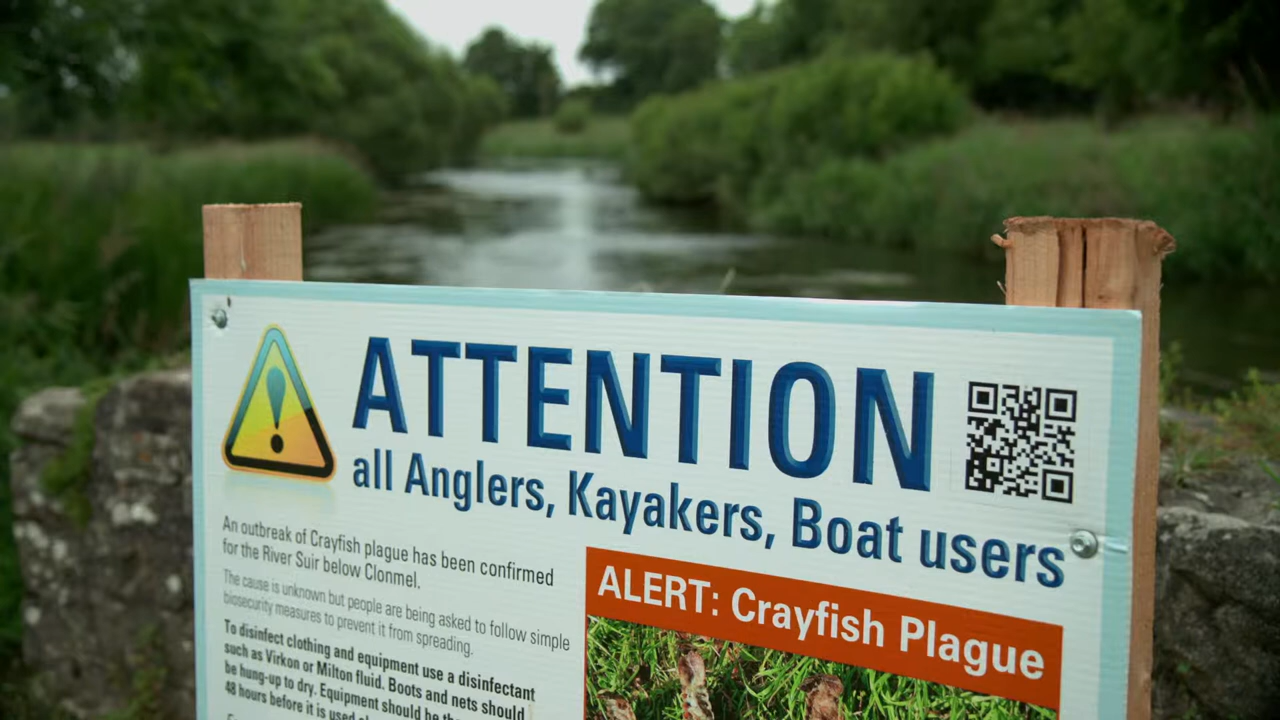 ATTENTION
all Anglers, Kayakers, Boat users
An outbreak of Crayfish plague has been confirmed
for the River Suir below Clonmel.
The cause is unknown but people are being asked to follow simple
biosecurity measures to prevent it from spreading.
To disinfect clothing and equipment use a disinfectant
such as Virkon or Milton fluid. Boots and nets should
be hung-up to dry. Equipment should be
48 hours before it is used
ALERT: Crayfish Plague